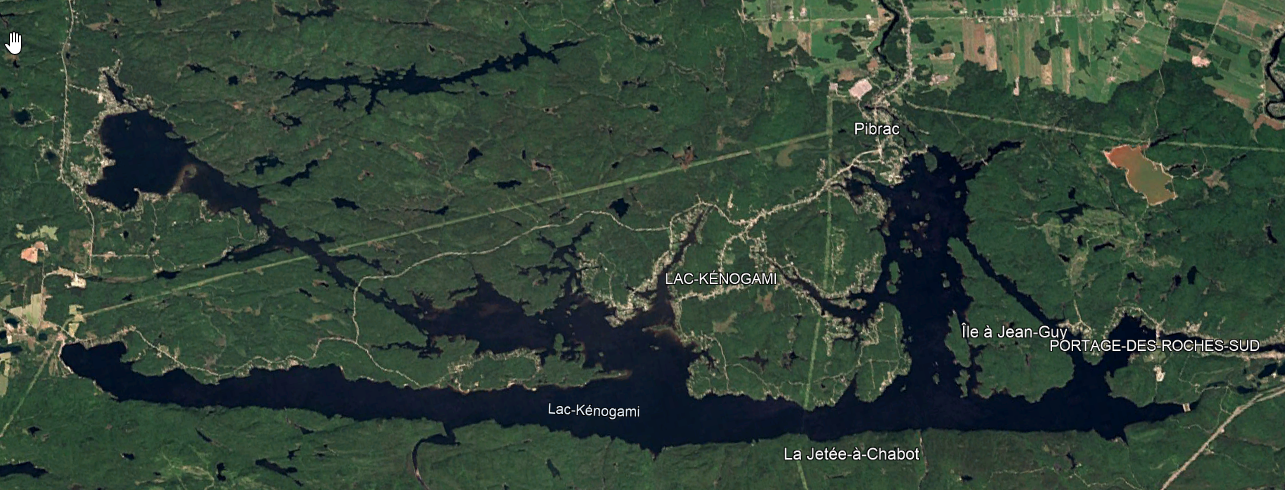 Pibrac
LAC-KÉNOGAMI
Île à Jean-Guy
PORTAGE-DES-ROCHES-SUD
Lac-Kénogami
La Jetée-à-Chabot